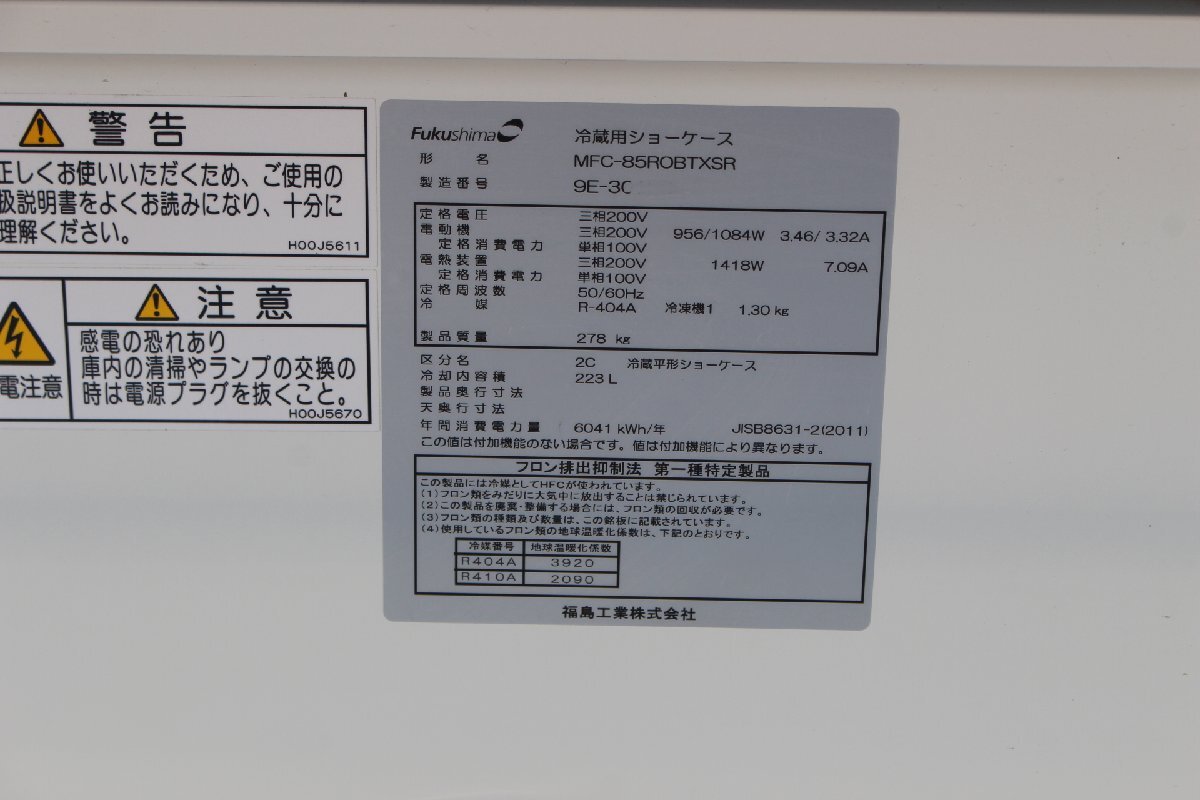 警告
正しくお使いいただくため、ご使用の
扱説明書をよくお読みになり、十分に
理解ください。
H00J5611
注意
感電の恐れあり
庫内の清掃やランプの交換の
時は電源プラグを抜くこと。
電注意
H00J5670
Fukushima 冷蔵用ショーケース
形名 MFC-85ROBTXSR
製造番号 9E-30
定格電圧 三相200V
電動機 三相200V 956/1084W 3.46/3.32A
定格消費電力 単相100V
電熱装置 三相200V 1418W 7.09A
定格消費電力 単相100V
定格周波数 50/60Hz
冷媒 R-404A 冷凍機1 1.30 kg
製品質量 278 kg
区分名 2C 冷蔵平形ショーケース
冷却内容積 223 L
製品奥行寸法
天奥行寸法
年間消費電力量 6041 kWh/年 JISB8631-2(2011)
この値は付加機能のない場合です。値は付加機能により異なります。
フロン排出抑制法 第一種特定製品
この製品には冷媒としてHFCが使われています。
(1)フロン類をみだりに大気中に放出することは禁じられています。
(2)この製品を廃棄・整備する場合には、フロン類の回収が必要です。
(3)フロン類の種類及び数量は、この銘板に記載されています。
(4)使用しているフロン類の地球温暖化係数は、下記のとおりです。
冷媒番号 地球温暖化係数
R404A 3920
R410A 2090
福島工業株式会社